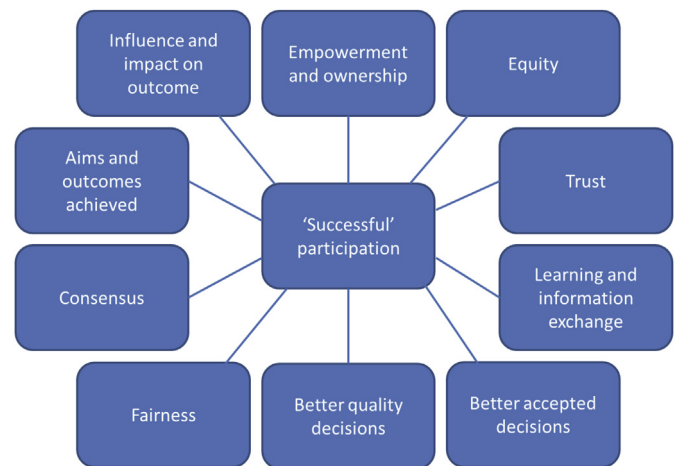 Influence and
impact on
outcome
Empowerment
and ownership
Equity
Aims and
outcomes
achieved
Trust
‘Successful’
participation
Consensus
Learning and
information
exchange
Fairness
Better quality
decisions
Better accepted
decisions